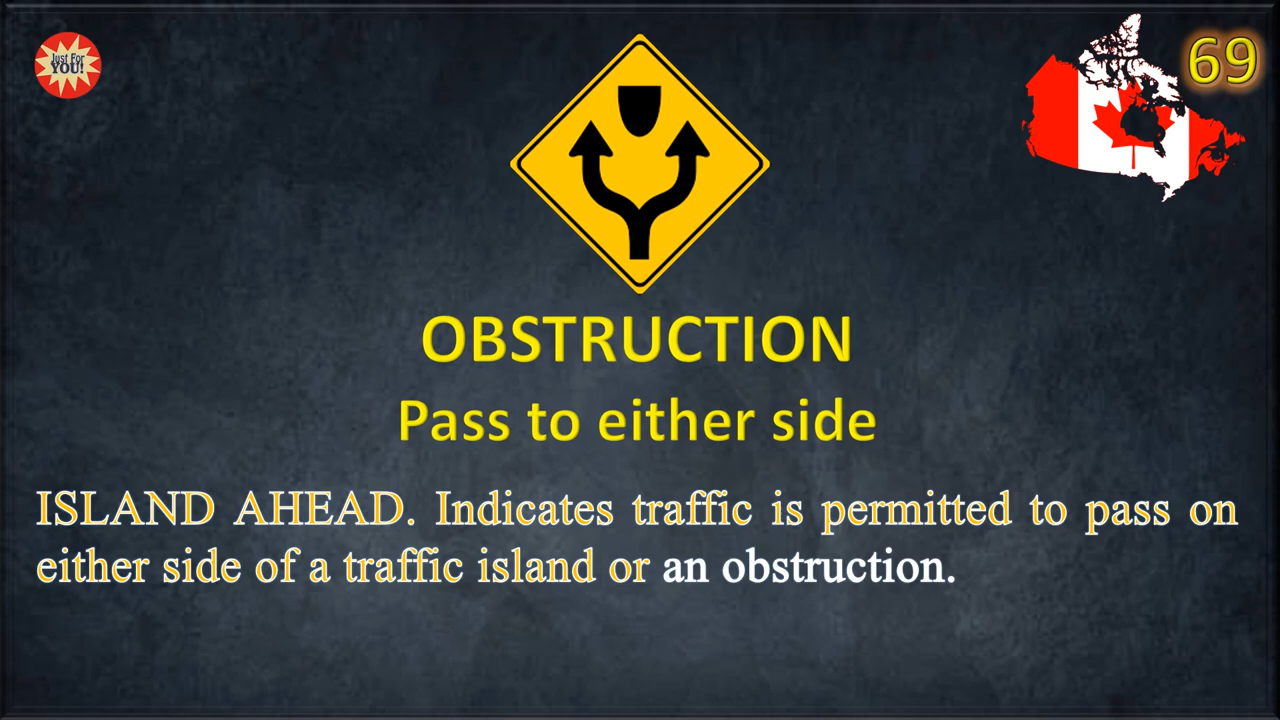 Just For
YOU!
69
OBSTRUCTION
Pass to either side
ISLAND AHEAD. Indicates traffic is permitted to pass on
either side of a traffic island or an obstruction.